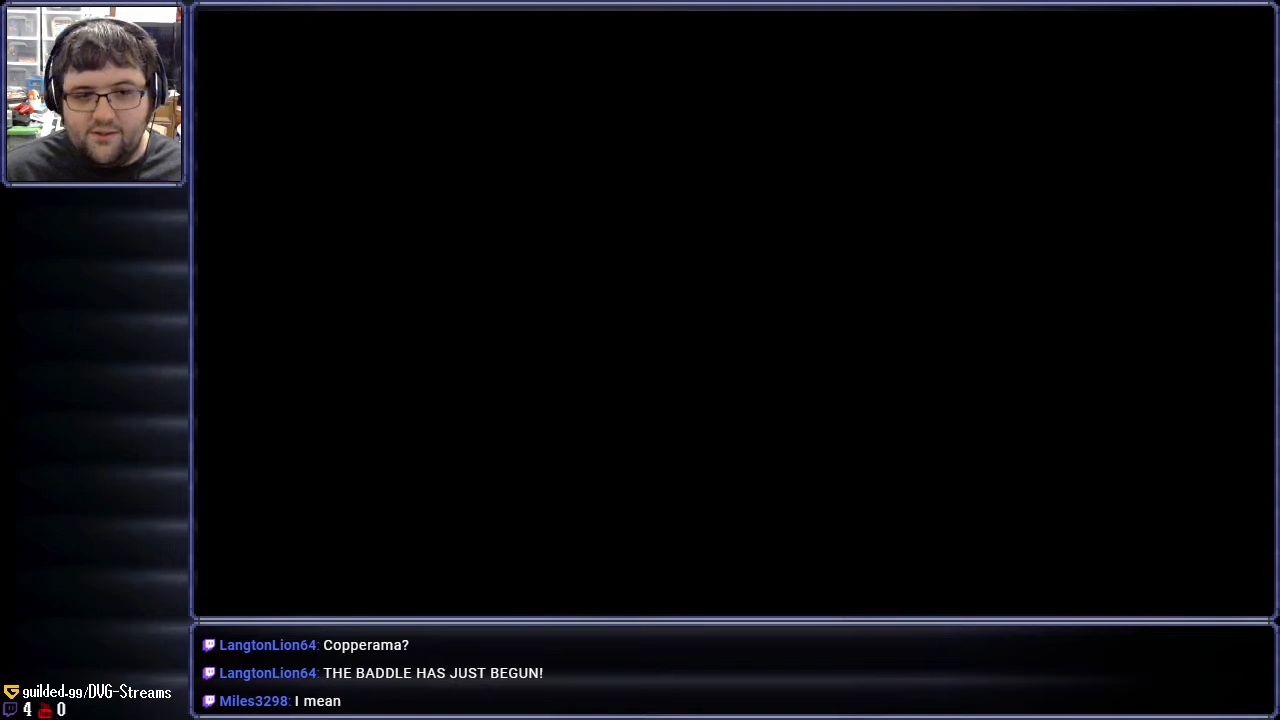 LangtonLion64: Copperama?
LangtonLion64: THE BADDLE HAS JUST BEGUN!
Miles3298: I mean
guilded.gg/DVG-Streams
4 0